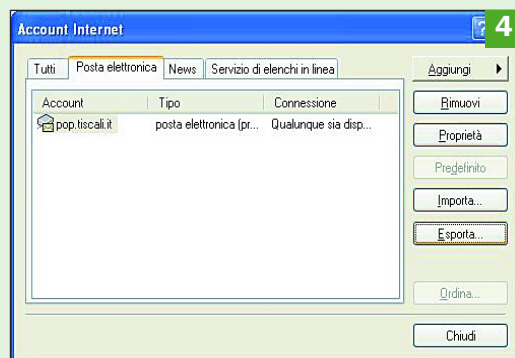 Account Internet
?
4
Tutti
Posta elettronica
News
Servizio di elenchi in linea
Aggiungi
Account
Tipo
Connessione
Rimuovi
pop.tiscali.it
posta elettronica (pr...
Qualunque sia disp...
Proprietà
Predefinito
Importa...
Esporta...
Ordina...
Chiudi